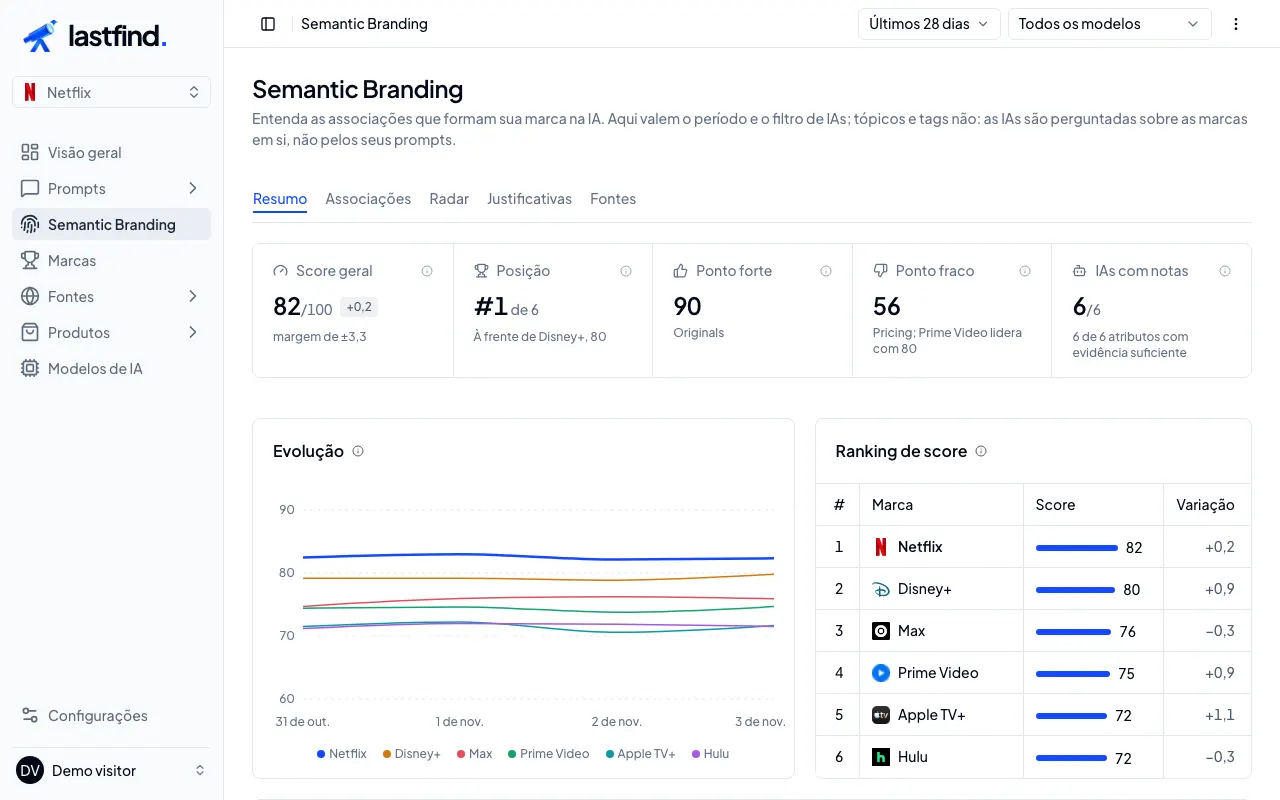 lastfind.
Semantic Branding
Últimos 28 dias
Todos os modelos
Netflix
Visão geral
Prompts
Semantic Branding
Marcas
Fontes
Produtos
Modelos de IA
Configurações
DV Demo visitor
Semantic Branding
Entenda as associações que formam sua marca na IA. Aqui valem o período e o filtro de IAs; tópicos e tags não: as IAs são perguntadas sobre as marcas
em si, não pelos seus prompts.
Resumo Associações Radar Justificativas Fontes
Score geral
82/100 +0,2
margem de ±3,3
Posição
#1 de 6
À frente de Disney+, 80
Ponto forte
90
Originals
Ponto fraco
56
Pricing; Prime Video lidera
com 80
IAs com notas
6/6
6 de 6 atributos com
evidência suficiente
Evolução
90
80
70
60
31 de out. 1 de nov. 2 de nov. 3 de nov.
Netflix Disney+ Max Prime Video Apple TV+ Hulu
Ranking de score
# Marca Score Variação
1 Netflix 82 +0,2
2 Disney+ 80 +0,9
3 Max 76 −0,3
4 Prime Video 75 +0,9
5 Apple TV+ 72 +1,1
6 Hulu 72 −0,3